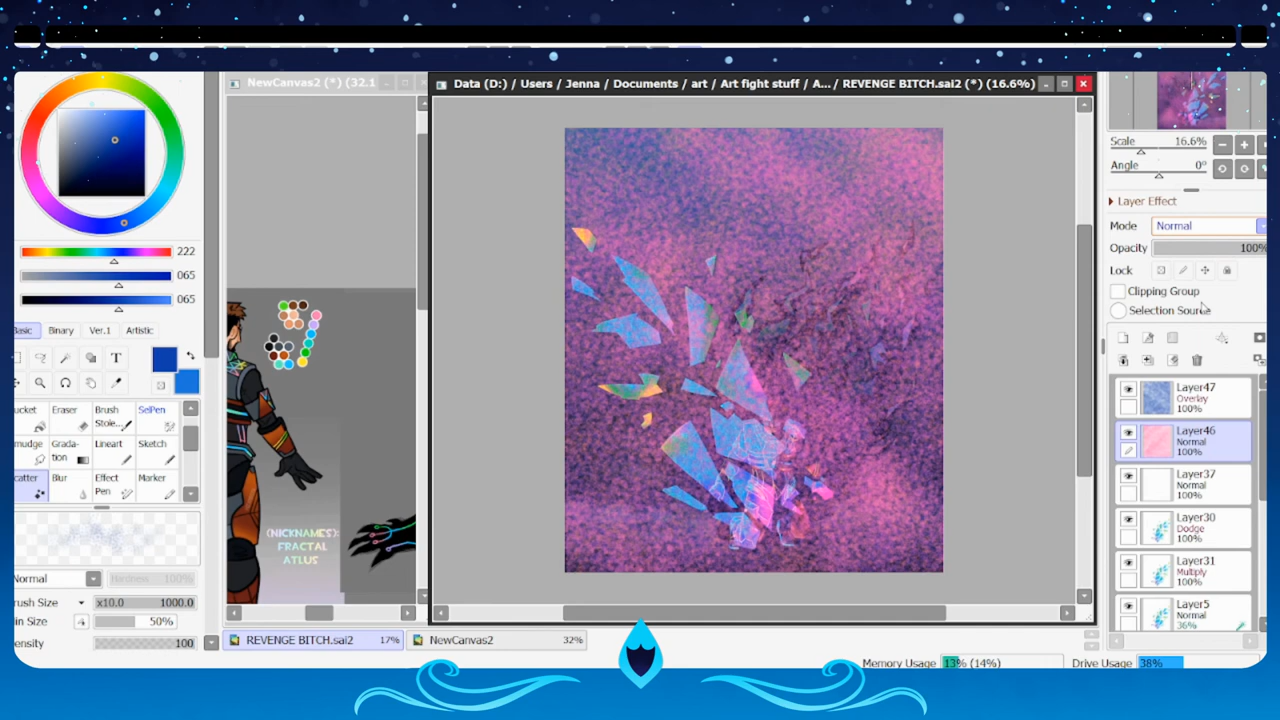 NewCanvas2 (*) (32.1
Data (D:) / Users / Jenna / Documents / art / Art fight stuff / A... / REVENGE BITCH.sai2 (*) (16.6%)
Scale 16.6%
Angle 0°
Layer Effect
Mode Normal
Opacity 100%
Lock
Clipping Group
Selection Source
222
065
065
Basic Binary Ver.1 Artistic
T
ucket Eraser Brush SelPen
Stoke...
mudge Grada- Lineart Sketch
tion
catter Blur Effect Marker
Pen
Normal Hardness 100%
rush Size x10.0 1000.0
in Size 50%
ensity 100
(NICKNAMES):
FRACTAL
ATLUS
Layer47
Overlay
100%
Layer46
Normal
100%
Layer37
Normal
100%
Layer30
Dodge
100%
Layer31
Multiply
100%
Layer5
Normal
36%
REVENGE BITCH.sai2 17% NewCanvas2 32%
Memory Usage 13% (14%) Drive Usage 38%